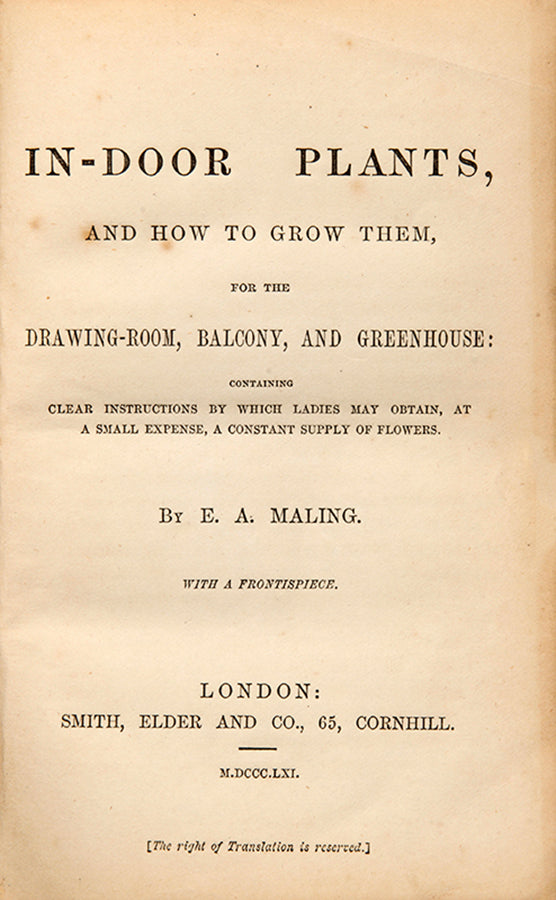 IN-DOOR PLANTS,
AND HOW TO GROW THEM,
FOR THE
DRAWING-ROOM, BALCONY, AND GREENHOUSE:
CONTAINING
CLEAR INSTRUCTIONS BY WHICH LADIES MAY OBTAIN, AT
A SMALL EXPENSE, A CONSTANT SUPPLY OF FLOWERS.
BY E. A. MALING.
WITH A FRONTISPIECE.
LONDON:
SMITH, ELDER AND CO., 65, CORNHILL.
M.DCCC.LXI.
[The right of Translation is reserved.]